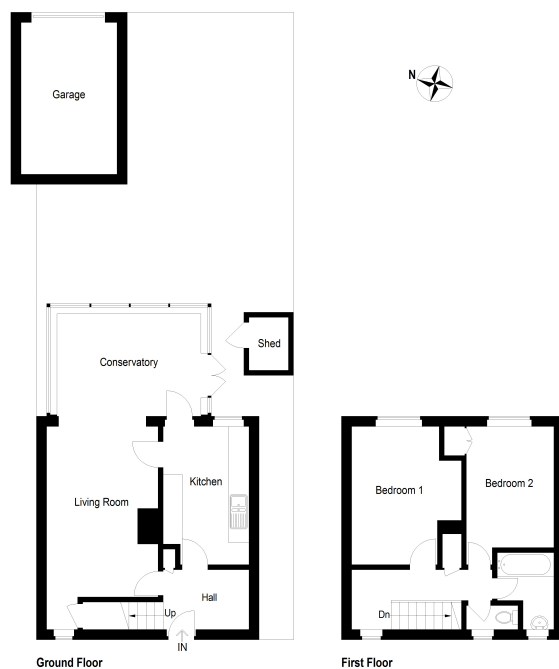 Garage
N
Conservatory
Shed
Living Room
Kitchen
Up
Hall
IN
Ground Floor
Bedroom 1
Bedroom 2
Dn
First Floor